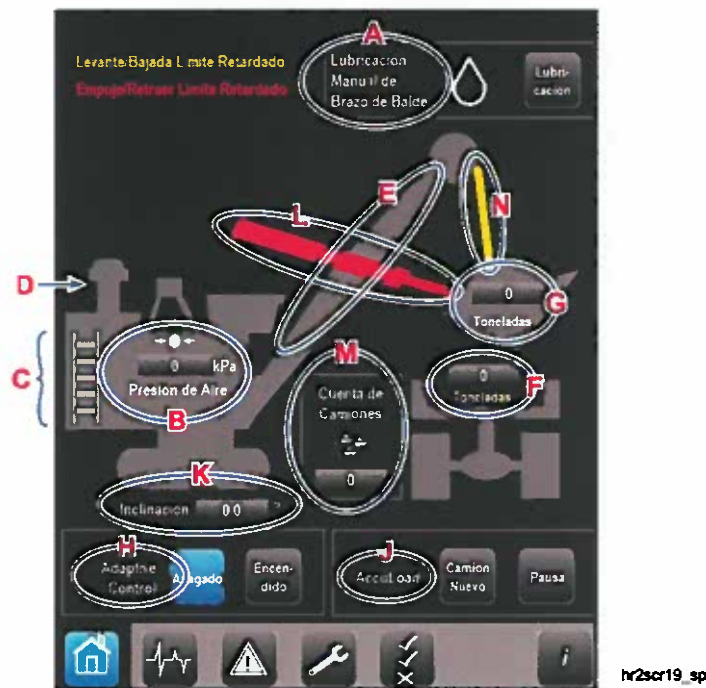 A
Levante/Bajada Limite Retardado
Empuje/Retraer Limite Retardado
Lubricacion
Manual de
Brazo de Balde
Lubri-
cacion
E
L
N
D
0
Toneladas
G
C
0 kPa
Presion de Aire
B
M
Cuenta de
Camiones
0
0
Toneladas
F
K
Inclinacion 0.0 °
H
Adaptive
Control
Apagado
Encen-
dido
J
AccuLoad
Camion
Nuevo
Pausa
i
hr2scr19_sp